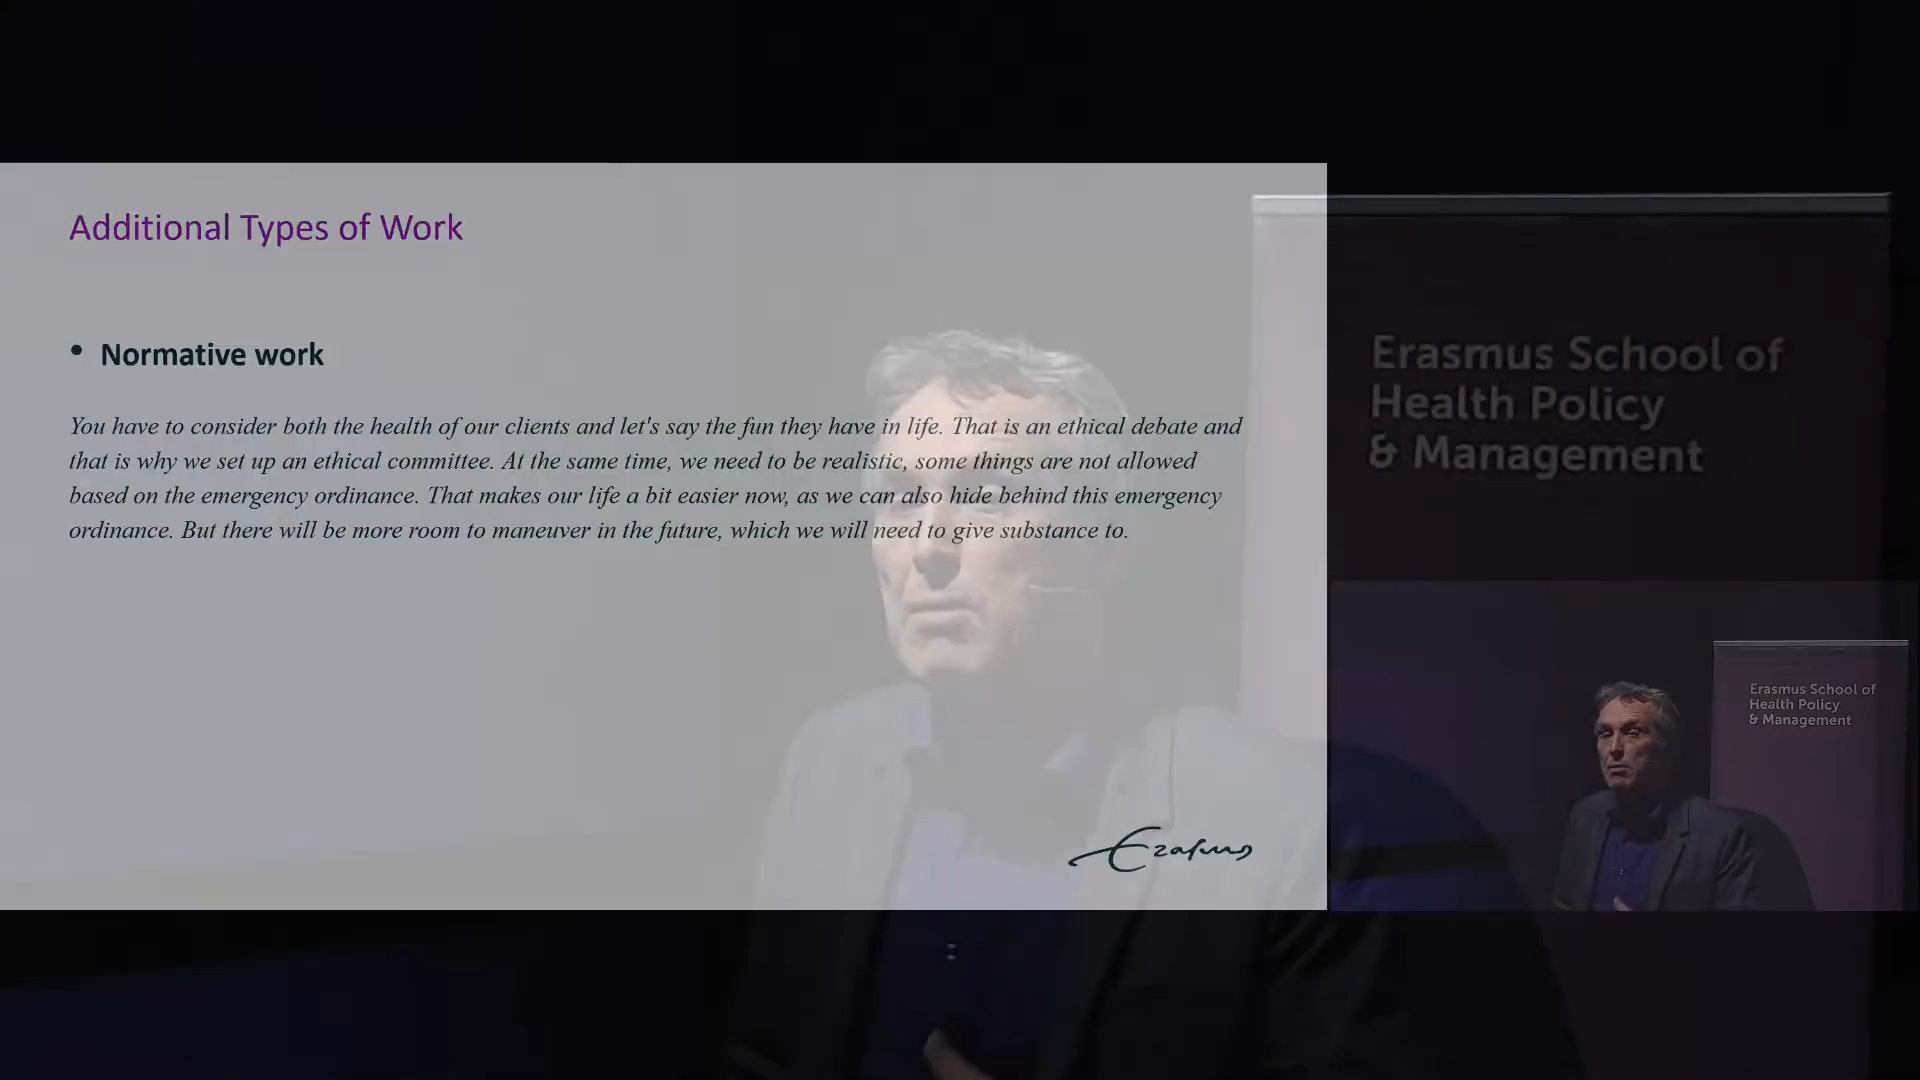 Additional Types of Work
• Normative work
You have to consider both the health of our clients and let's say the fun they have in life. That is an ethical debate and
that is why we set up an ethical committee. At the same time, we need to be realistic, some things are not allowed
based on the emergency ordinance. That makes our life a bit easier now, as we can also hide behind this emergency
ordinance. But there will be more room to maneuver in the future, which we will need to give substance to.
Erasmus
Erasmus School of
Health Policy
& Management
Erasmus School of
Health Policy
& Management